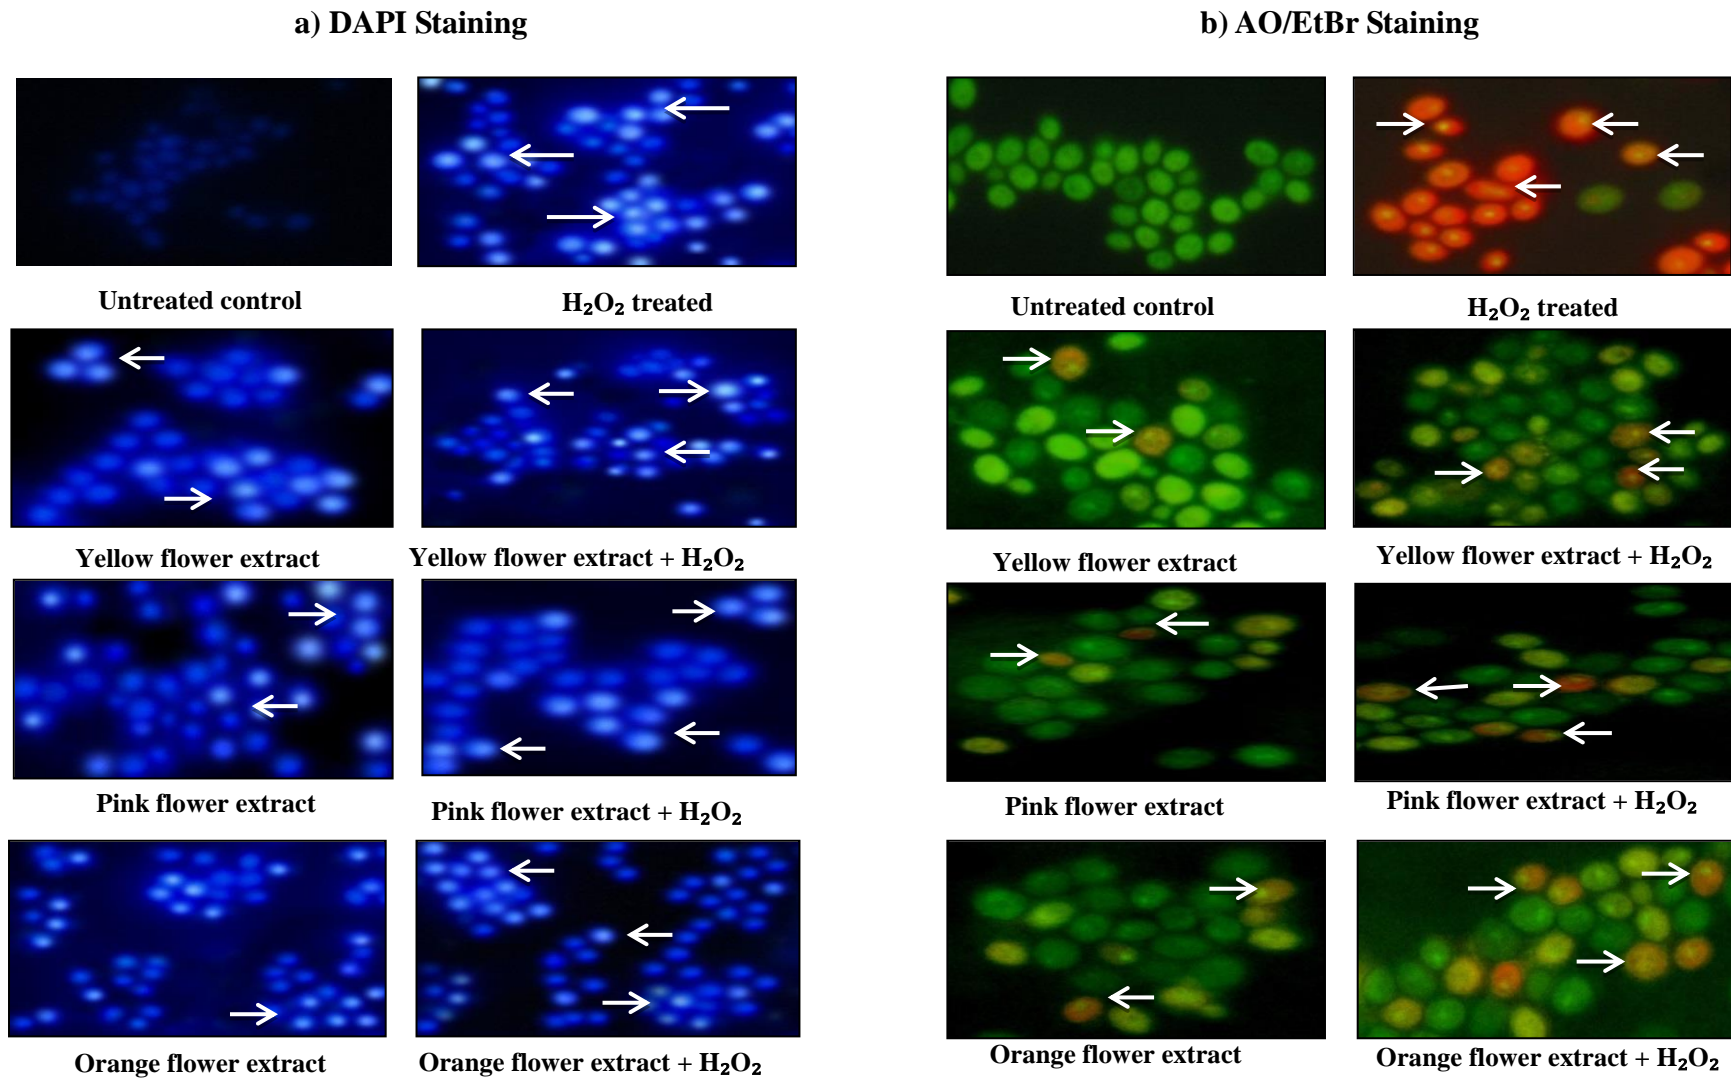 a) DAPI Staining
b) AO/EtBr Staining
Untreated control
H₂O₂ treated
Untreated control
H₂O₂ treated
Yellow flower extract
Yellow flower extract + H₂O₂
Yellow flower extract
Yellow flower extract + H₂O₂
Pink flower extract
Pink flower extract + H₂O₂
Pink flower extract
Pink flower extract + H₂O₂
Orange flower extract
Orange flower extract + H₂O₂
Orange flower extract
Orange flower extract + H₂O₂